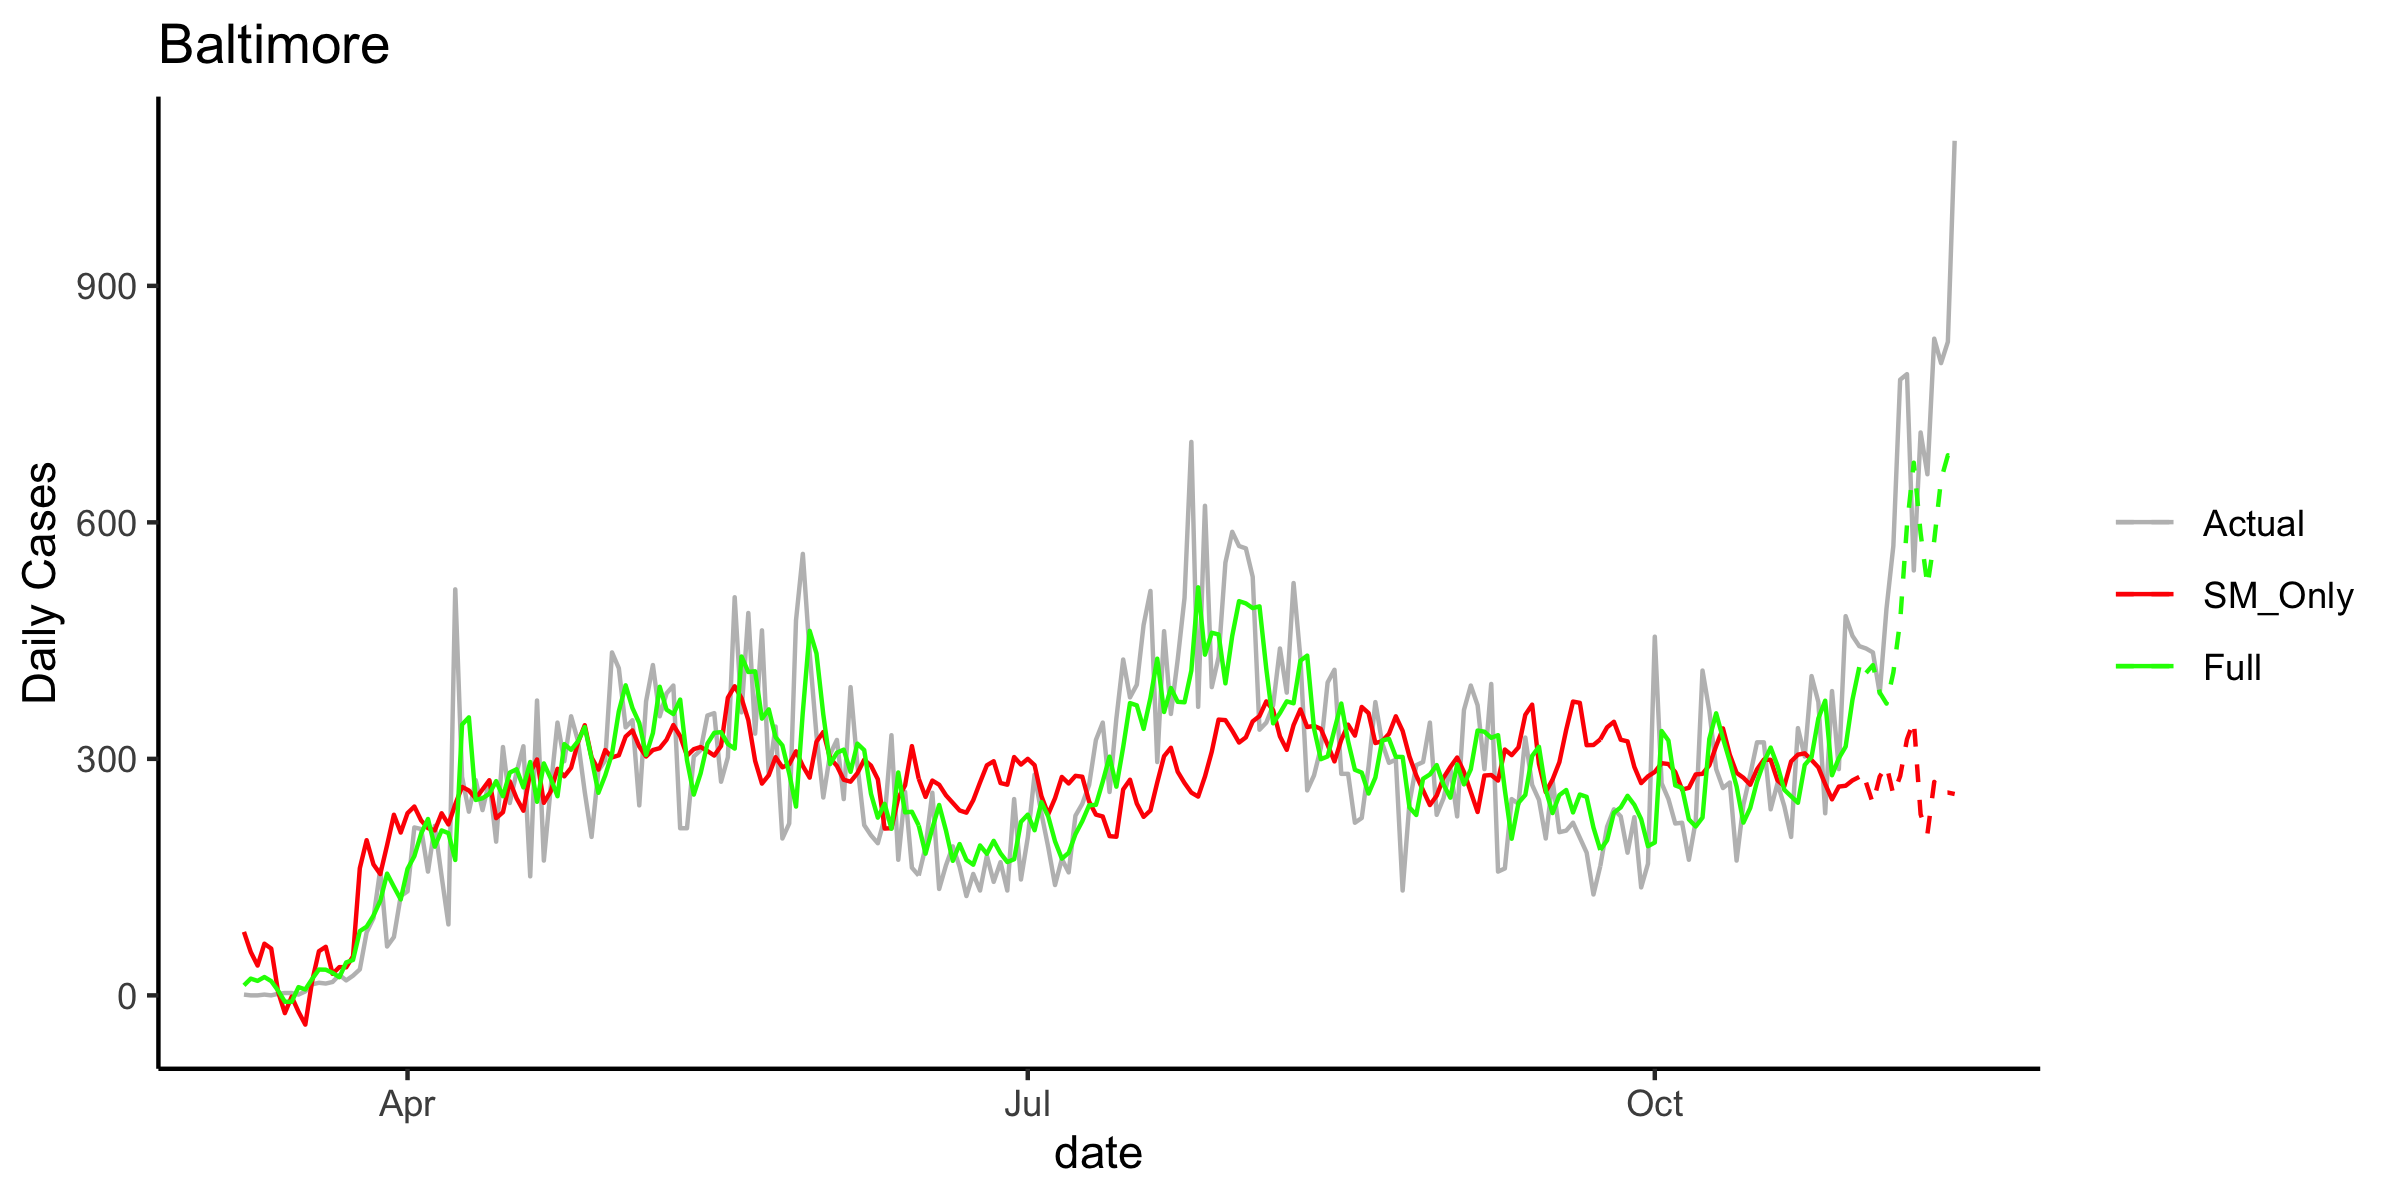 Baltimore
Daily Cases
900
600
300
0
Apr
Jul
Oct
date
Actual
SM_Only
Full